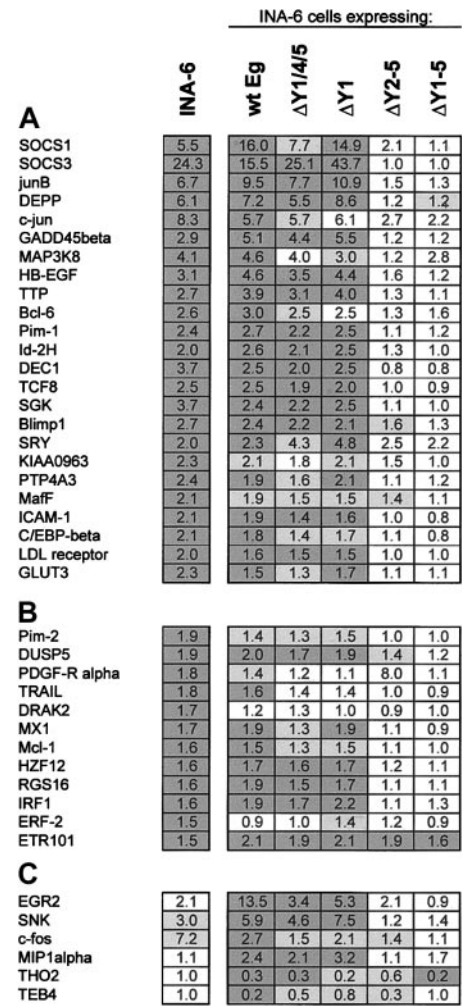 INA-6 cells expressing:
INA-6 wt Eg ΔY1/4/5 ΔY1 ΔY2-5 ΔY1-5
A
SOCS1 5.5 16.0 7.7 14.9 2.1 1.1
SOCS3 24.3 15.5 25.1 43.7 1.0 1.0
junB 6.7 9.5 7.7 10.9 1.5 1.3
DEPP 6.1 7.2 5.5 8.6 1.2 1.2
c-jun 8.3 5.7 5.7 6.1 2.7 2.2
GADD45beta 2.9 5.1 4.4 5.5 1.2 1.2
MAP3K8 4.1 4.6 4.0 3.0 1.2 2.8
HB-EGF 3.1 4.6 3.5 4.4 1.6 1.2
TTP 2.7 3.9 3.1 4.0 1.3 1.1
Bcl-6 2.6 3.0 2.5 2.5 1.3 1.6
Pim-1 2.4 2.7 2.2 2.5 1.1 1.2
Id-2H 2.0 2.6 2.1 2.5 1.3 1.0
DEC1 3.7 2.5 2.0 2.5 0.8 0.8
TCF8 2.5 2.5 1.9 2.0 1.0 0.9
SGK 3.7 2.4 2.2 2.5 1.1 1.0
Blimp1 2.7 2.4 2.2 2.1 1.6 1.3
SRY 2.0 2.3 4.3 4.8 2.5 2.2
KIAA0963 2.3 2.1 1.8 2.1 1.5 1.0
PTP4A3 2.4 1.9 1.6 2.1 1.1 1.2
MafF 2.1 1.9 1.5 1.5 1.4 1.1
ICAM-1 2.1 1.9 1.4 1.6 1.0 0.8
C/EBP-beta 2.1 1.8 1.4 1.7 1.1 0.8
LDL receptor 2.0 1.6 1.5 1.5 1.0 1.0
GLUT3 2.3 1.5 1.3 1.7 1.1 1.1
B
Pim-2 1.9 1.4 1.3 1.5 1.0 1.0
DUSP5 1.9 2.0 1.7 1.9 1.4 1.2
PDGF-R alpha 1.8 1.4 1.2 1.1 8.0 1.1
TRAIL 1.8 1.6 1.4 1.4 1.0 0.9
DRAK2 1.7 1.2 1.3 1.0 0.9 1.0
MX1 1.7 1.9 1.3 1.9 1.1 0.9
Mcl-1 1.6 1.5 1.3 1.5 1.1 1.0
HZF12 1.6 1.7 1.6 1.7 1.2 1.1
RGS16 1.6 1.9 1.5 1.7 1.1 1.1
IRF1 1.6 1.9 1.7 2.2 1.1 1.3
ERF-2 1.5 0.9 1.0 1.4 1.2 0.9
ETR101 1.5 2.1 1.9 2.1 1.9 1.6
C
EGR2 2.1 13.5 3.4 5.3 2.1 0.9
SNK 3.0 5.9 4.6 7.5 1.2 1.4
c-fos 7.2 2.7 1.5 2.1 1.4 1.1
MIP1alpha 1.1 2.4 2.1 3.2 1.1 1.7
THO2 1.0 0.3 0.3 0.2 0.6 0.2
TEB4 1.0 0.2 0.5 0.8 0.3 1.0